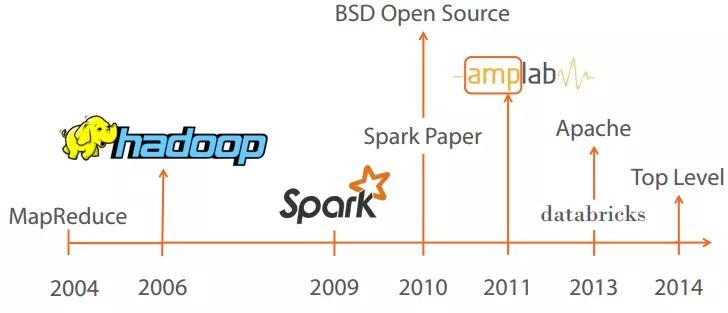 BSD Open Source
amplab
hadoop
Spark Paper
Apache
Spark
Top Level
MapReduce
databricks
2004 2006 2009 2010 2011 2013 2014